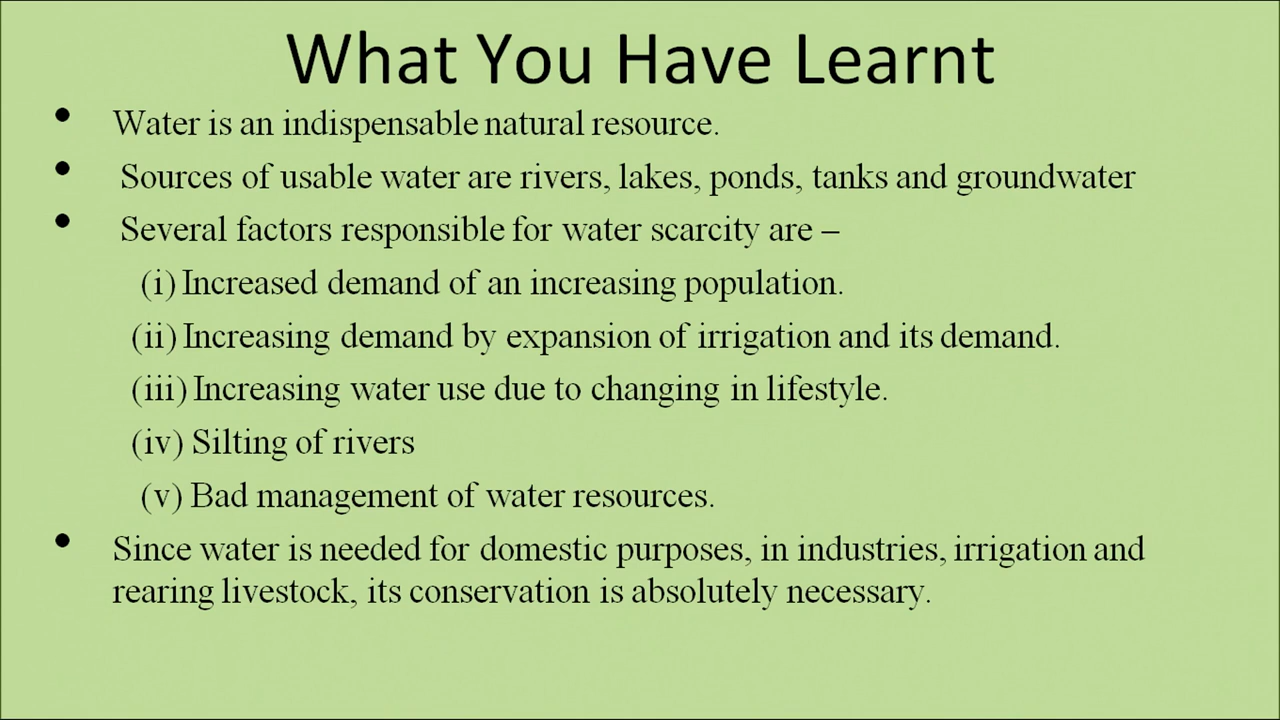 What You Have Learnt
• Water is an indispensable natural resource.
• Sources of usable water are rivers, lakes, ponds, tanks and groundwater
• Several factors responsible for water scarcity are –
(i) Increased demand of an increasing population.
(ii) Increasing demand by expansion of irrigation and its demand.
(iii) Increasing water use due to changing in lifestyle.
(iv) Silting of rivers
(v) Bad management of water resources.
• Since water is needed for domestic purposes, in industries, irrigation and
rearing livestock, its conservation is absolutely necessary.